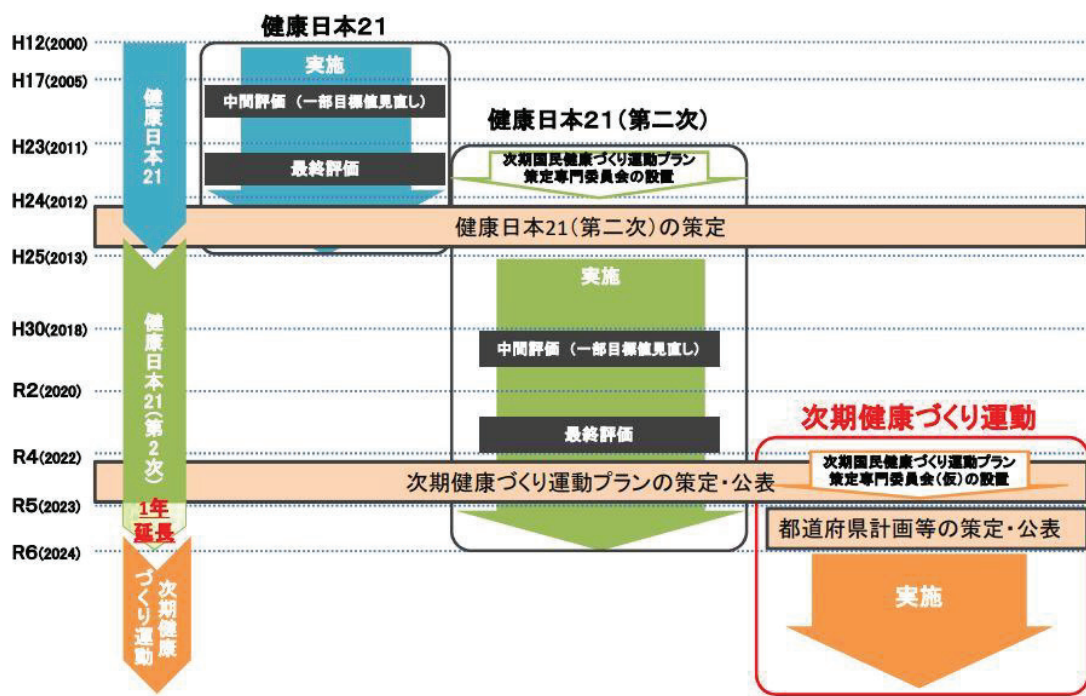 健康日本21
H12(2000)
実施
H17(2005)
中間評価 (一部目標値見直し)
健康日本21
健康日本21(第二次)
H23(2011)
最終評価
次期国民健康づくり運動プラン
策定専門委員会の設置
H24(2012)
健康日本21(第二次)の策定
H25(2013)
実施
H30(2018)
中間評価 (一部目標値見直し)
健康日本21(第2次)
R2(2020)
次期健康づくり運動
最終評価
R4(2022)
次期国民健康づくり運動プラン
策定専門委員会(仮)の設置
次期健康づくり運動プランの策定・公表
R5(2023)
1年
延長
都道府県計画等の策定・公表
R6(2024)
次期健康
づくり運動
実施